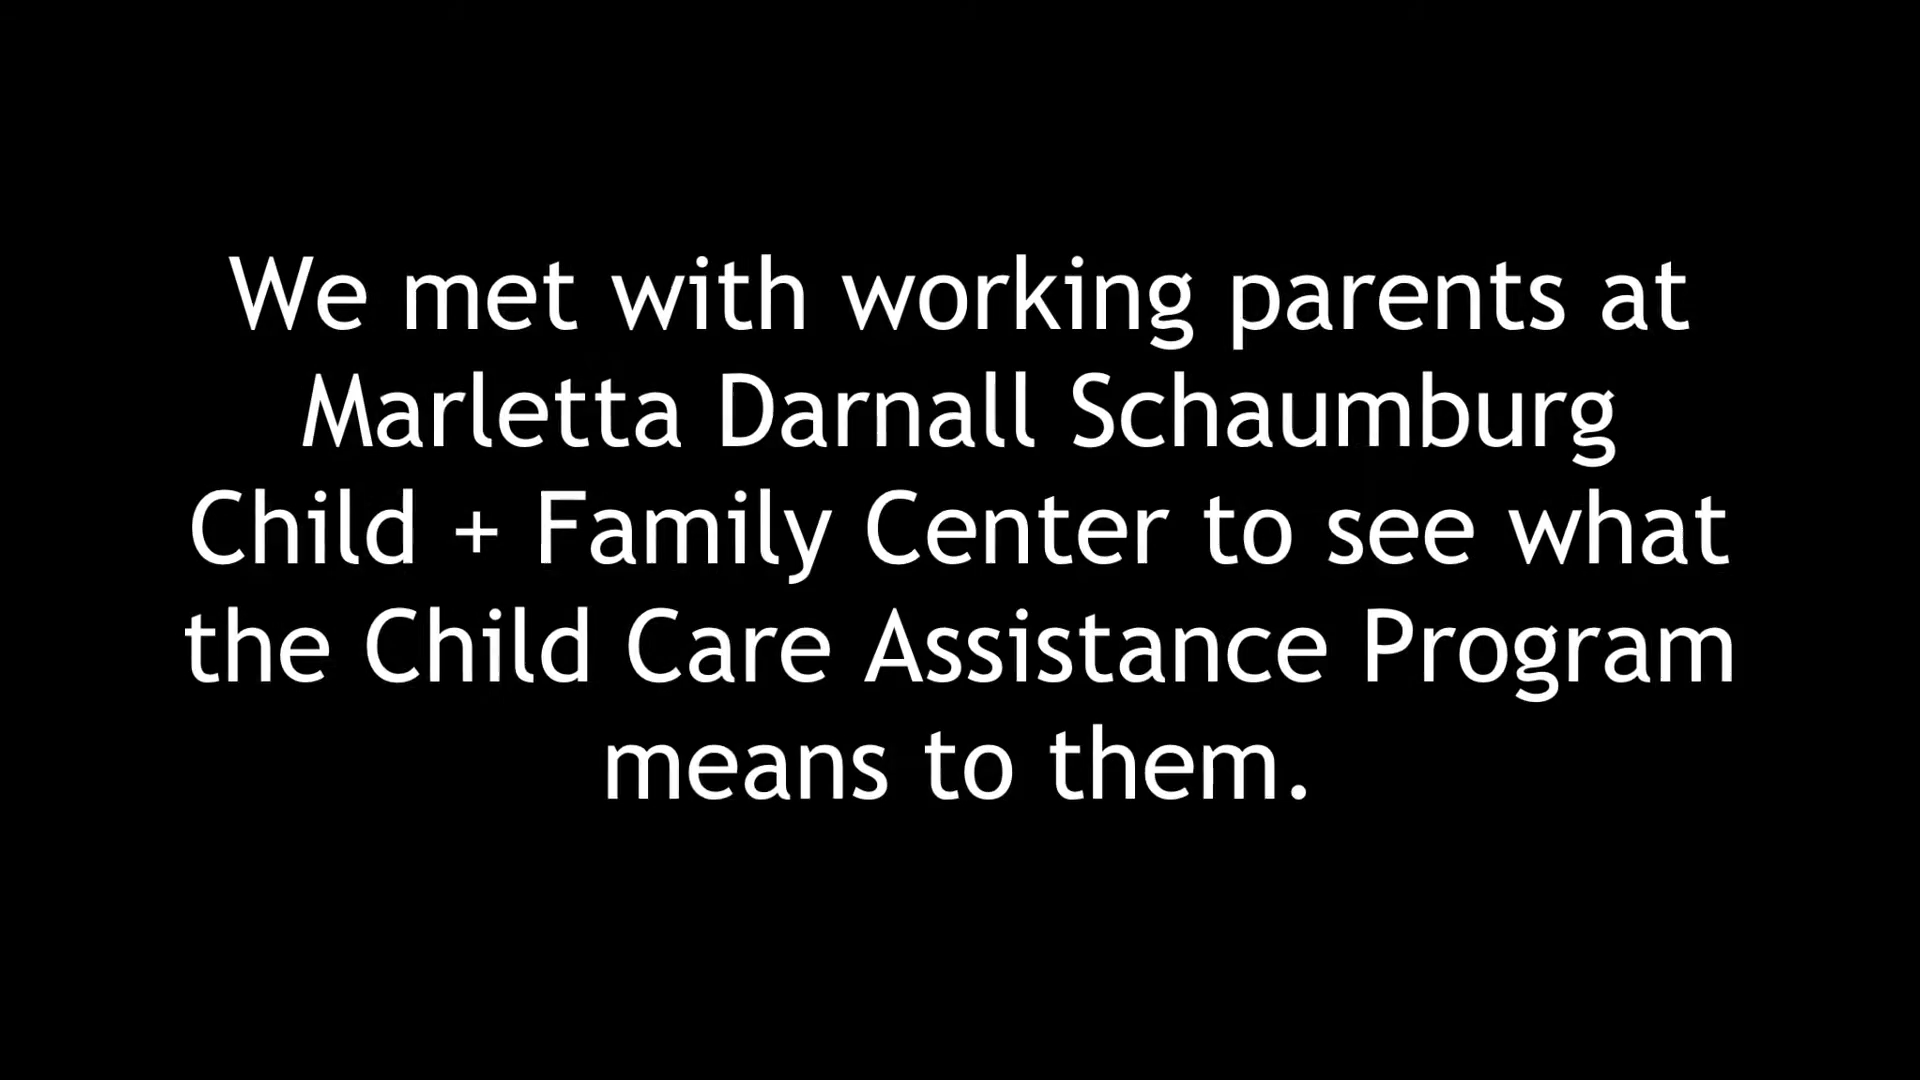 We met with working parents at
Marletta Darnall Schaumburg
Child + Family Center to see what
the Child Care Assistance Program
means to them.